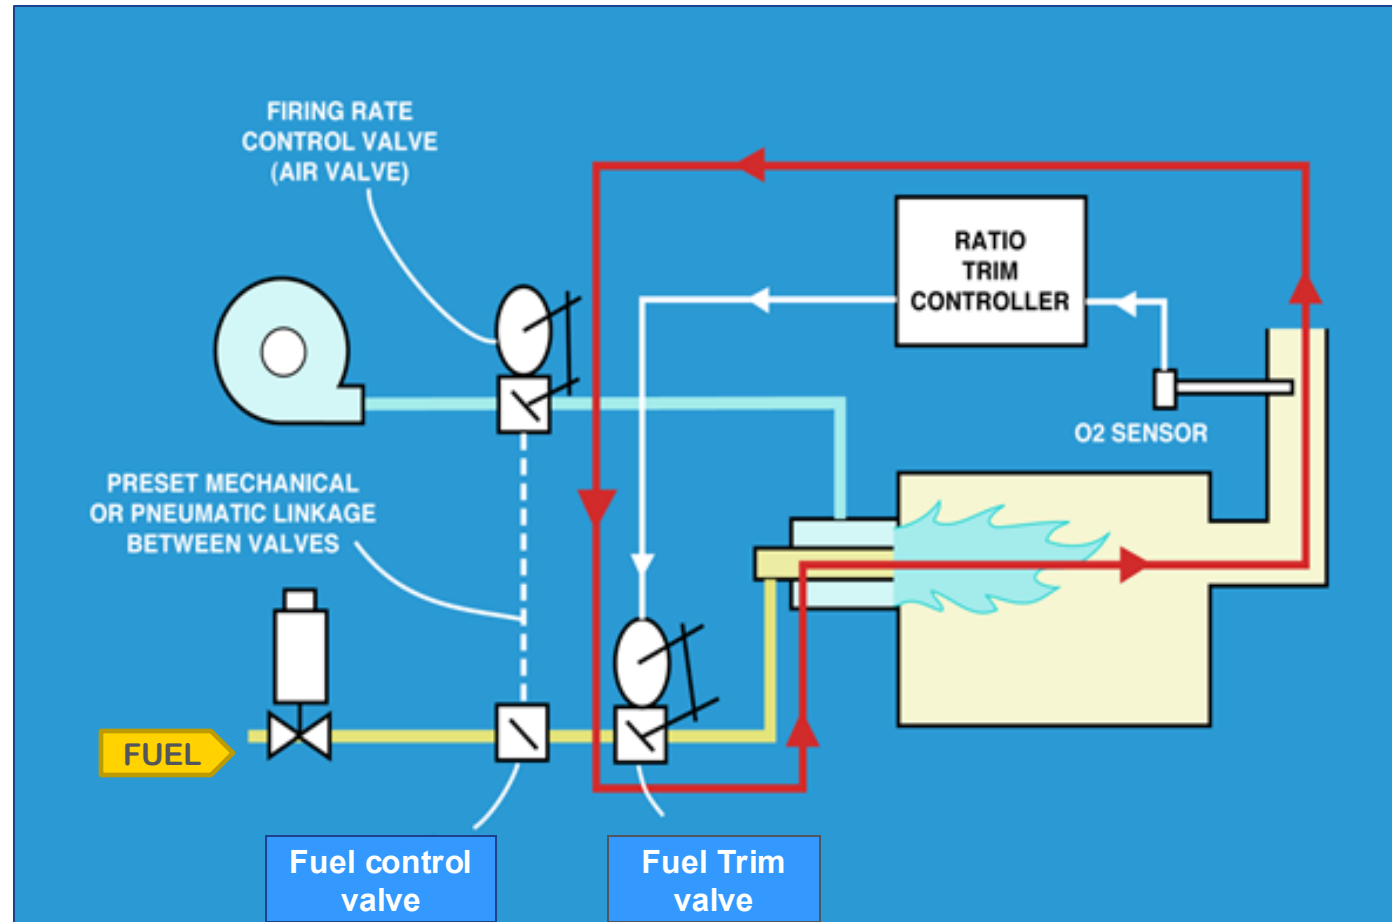 FIRING RATE
CONTROL VALVE
(AIR VALVE)
RATIO
TRIM
CONTROLLER
O2 SENSOR
PRESET MECHANICAL
OR PNEUMATIC LINKAGE
BETWEEN VALVES
FUEL
Fuel control
valve
Fuel Trim
valve